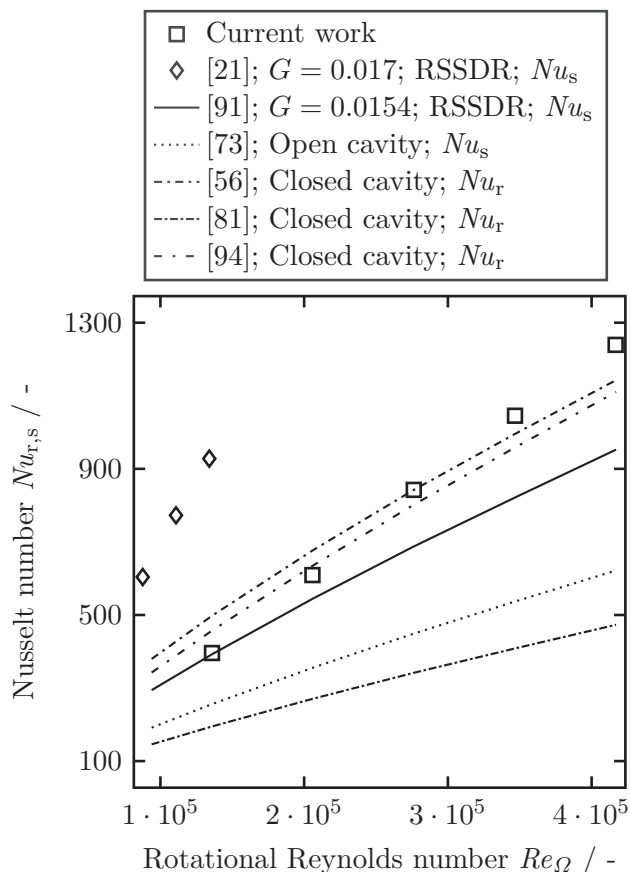 Current work
[21]; G = 0.017; RSSDR; Nuₛ
[91]; G = 0.0154; RSSDR; Nuₛ
[73]; Open cavity; Nuₛ
[56]; Closed cavity; Nuᵣ
[81]; Closed cavity; Nuᵣ
[94]; Closed cavity; Nuᵣ
Nusselt number Nu_r,s / -
1300
900
500
100
1 · 10⁵
2 · 10⁵
3 · 10⁵
4 · 10⁵
Rotational Reynolds number Re_Ω / -